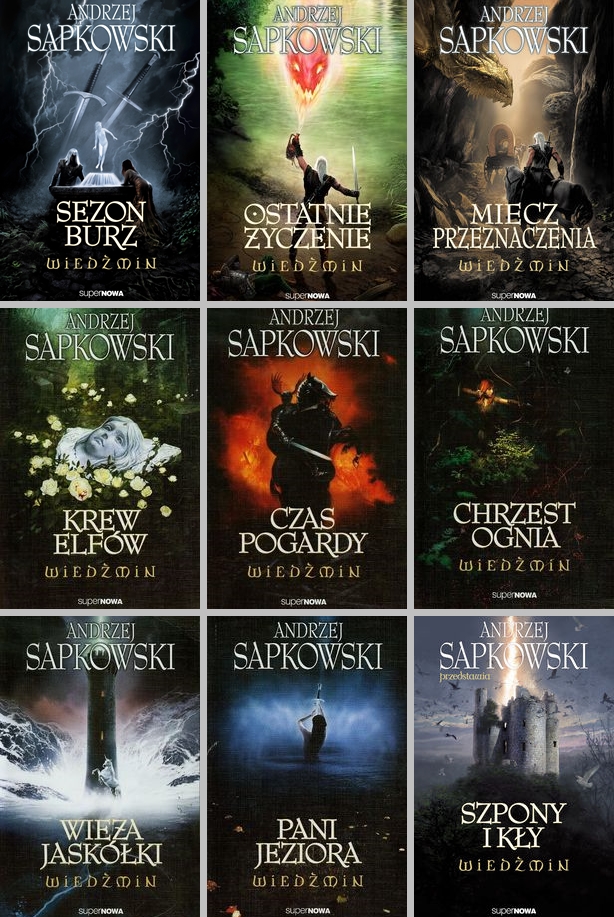 ANDRZEJ
SAPKOWSKI
SEZON
BURZ
WIEDŹMIN
superNOWA
ANDRZEJ
SAPKOWSKI
OSTATNIE
ŻYCZENIE
WIEDŹMIN
superNOWA
ANDRZEJ
SAPKOWSKI
MIECZ
PRZEZNACZENIA
WIEDŹMIN
superNOWA
ANDRZEJ
SAPKOWSKI
KREW
ELFÓW
WIEDŹMIN
superNOWA
ANDRZEJ
SAPKOWSKI
CZAS
POGARDY
WIEDŹMIN
superNOWA
ANDRZEJ
SAPKOWSKI
CHRZEST
OGNIA
WIEDŹMIN
superNOWA
ANDRZEJ
SAPKOWSKI
WIEŻA
JASKÓŁKI
WIEDŹMIN
superNOWA
ANDRZEJ
SAPKOWSKI
PANI
JEZIORA
WIEDŹMIN
superNOWA
ANDRZEJ
SAPKOWSKI
przedstawia
SZPONY
I KŁY
WIEDŹMIN
superNOWA